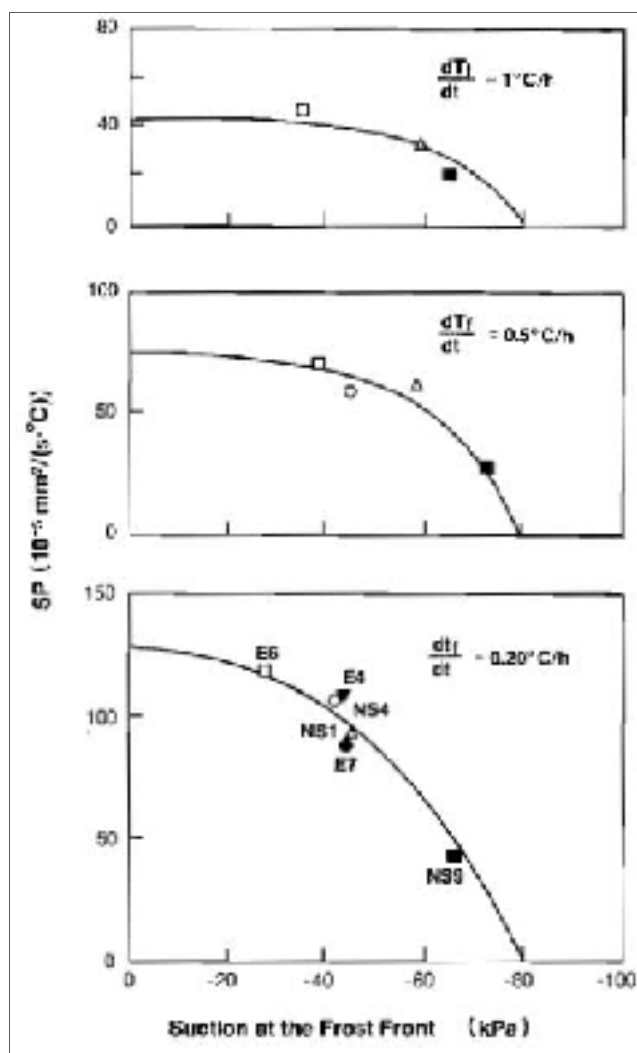 80
40
0
dT_f/dt = 1°C/h
100
50
0
dT_f/dt = 0.5°C/h
SP (10⁻⁵ mm²/(s·°C))
150
100
50
0
dt_f/dt = 0.20°C/h
E6
E4
NS4
NS1
E7
NS9
0 -20 -40 -60 -80 -100
Suction at the Frost Front (kPa)